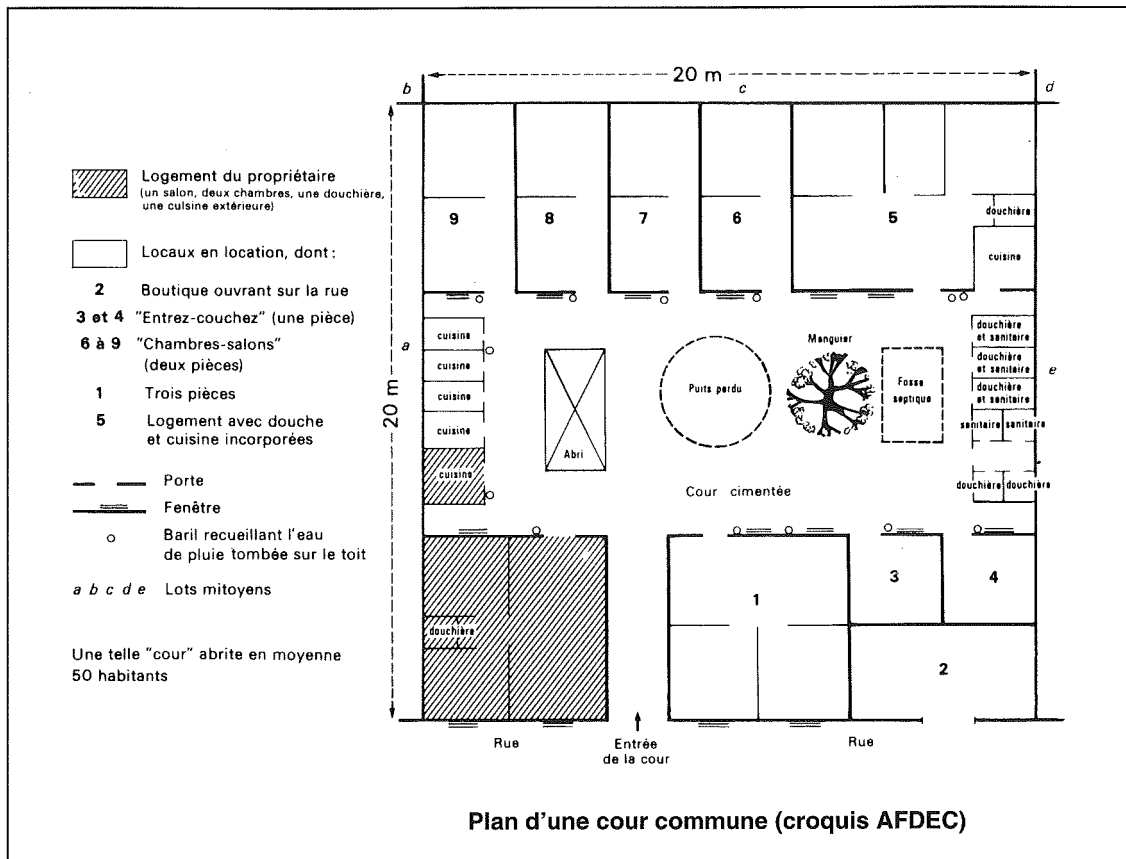 20 m
b
c
d
Logement du propriétaire
(un salon, deux chambres, une douchière,
une cuisine extérieure)
Locaux en location, dont :
2 Boutique ouvrant sur la rue
3 et 4 "Entrez-couchez" (une pièce)
6 à 9 "Chambres-salons"
(deux pièces)
1 Trois pièces
5 Logement avec douche
et cuisine incorporées
Porte
Fenêtre
Baril recueillant l'eau
de pluie tombée sur le toit
a b c d e Lots mitoyens
Une telle "cour" abrite en moyenne
50 habitants
20 m
a
9
8
7
6
5
douchière
cuisine
cuisine
cuisine
cuisine
cuisine
cuisine
Abri
Puits perdu
Manguier
Fosse
septique
douchière
et sanitaire
douchière
et sanitaire
douchière
et sanitaire
sanitaire sanitaire
douchière douchière
e
Cour cimentée
douchière
1
3
4
2
Rue
Entrée
de la cour
Rue
Plan d'une cour commune (croquis AFDEC)